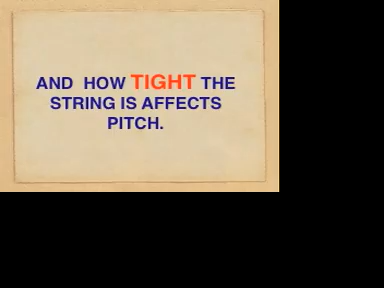 AND HOW TIGHT THE
STRING IS AFFECTS
PITCH.